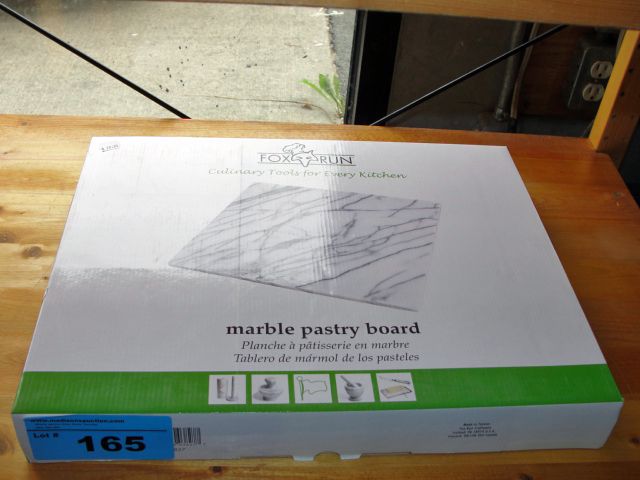 FOX RUN
Culinary Tools for Every Kitchen
marble pastry board
Planche à pâtisserie en marbre
Tablero de mármol de los pasteles
Lot #
165